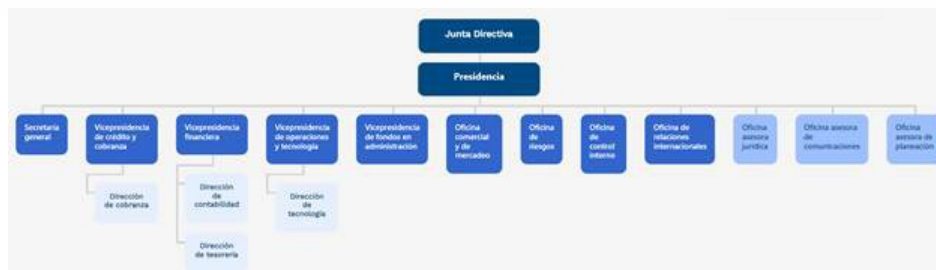 Junta Directiva
Presidencia
Secretaría
general
Vicepresidencia
de crédito y
cobranza
Vicepresidencia
financiera
Vicepresidencia
de operaciones
y tecnología
Vicepresidencia
de fondos en
administración
Oficina
comercial
y de
mercadeo
Oficina
de
riesgos
Oficina
de
control
interno
Oficina de
relaciones
internacionales
Oficina
asesora
jurídica
Oficina asesora
de
comunicaciones
Oficina
asesora de
planeación
Dirección
de cobranza
Dirección
de
contabilidad
Dirección
de
tecnología
Dirección
de tesorería